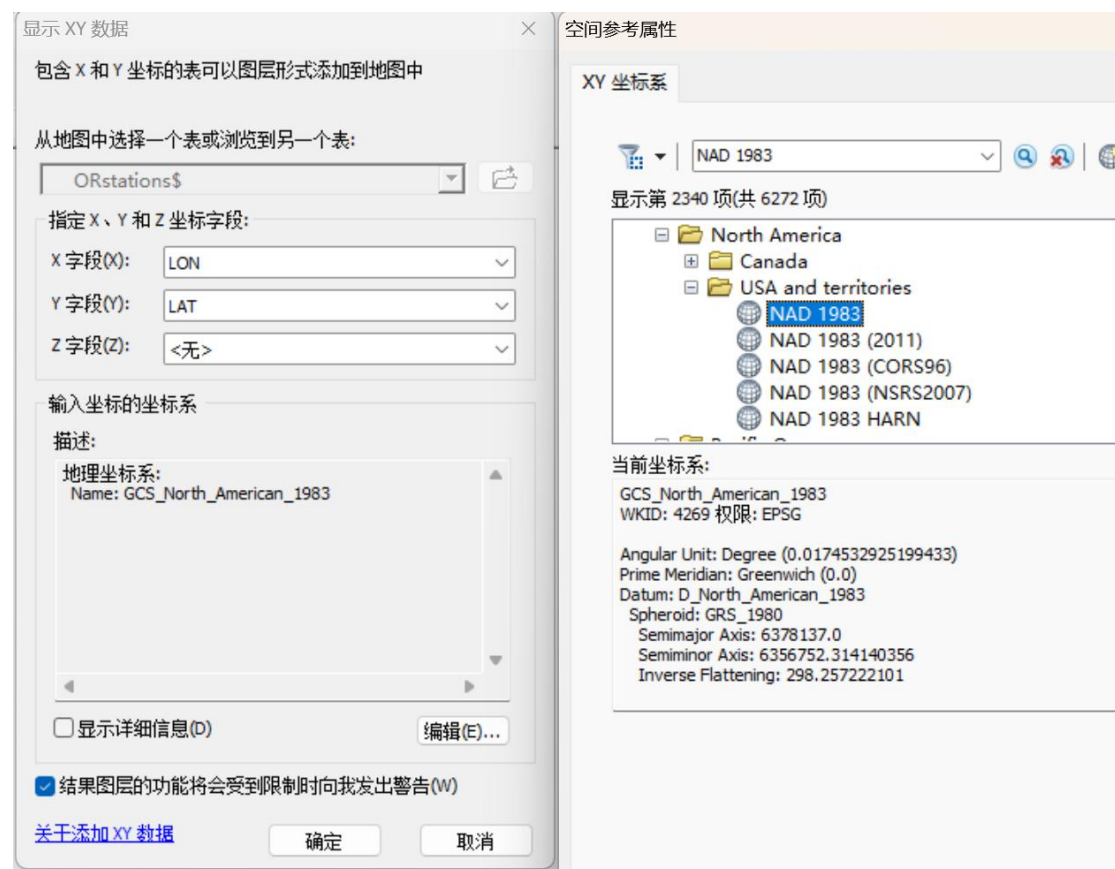 显示 XY 数据
包含 X 和 Y 坐标的表可以图层形式添加到地图中
从地图中选择一个表或浏览到另一个表:
ORstations$
指定 X、Y 和 Z 坐标字段:
X 字段(X): LON
Y 字段(Y): LAT
Z 字段(Z): <无>
输入坐标的坐标系
描述:
地理坐标系:
Name: GCS_North_American_1983
显示详细信息(D)
编辑(E)...
结果图层的功能将会受到限制时向我发出警告(W)
关于添加 XY 数据
确定
取消
空间参考属性
XY 坐标系
NAD 1983
显示第 2340 项(共 6272 项)
North America
Canada
USA and territories
NAD 1983
NAD 1983 (2011)
NAD 1983 (CORS96)
NAD 1983 (NSRS2007)
NAD 1983 HARN
当前坐标系:
GCS_North_American_1983
WKID: 4269 权限: EPSG
Angular Unit: Degree (0.0174532925199433)
Prime Meridian: Greenwich (0.0)
Datum: D_North_American_1983
Spheroid: GRS_1980
Semimajor Axis: 6378137.0
Semiminor Axis: 6356752.314140356
Inverse Flattening: 298.257222101